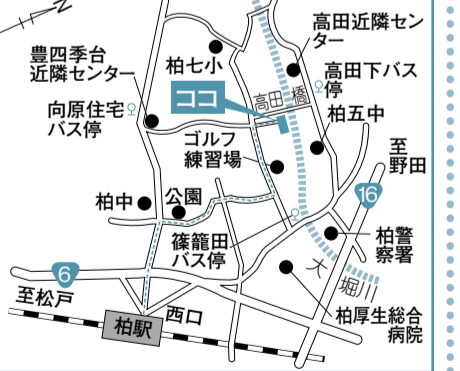 N
高田近隣セン
ター
豊四季台
近隣センター
柏七小
高田下バス
停
ココ
高田橋
向原住宅
バス停
柏五中
ゴルフ
練習場
至
野田
16
柏中
公園
篠籠田
バス停
柏警
察署
大堀川
6
至松戸
西口
柏駅
柏厚生総合
病院